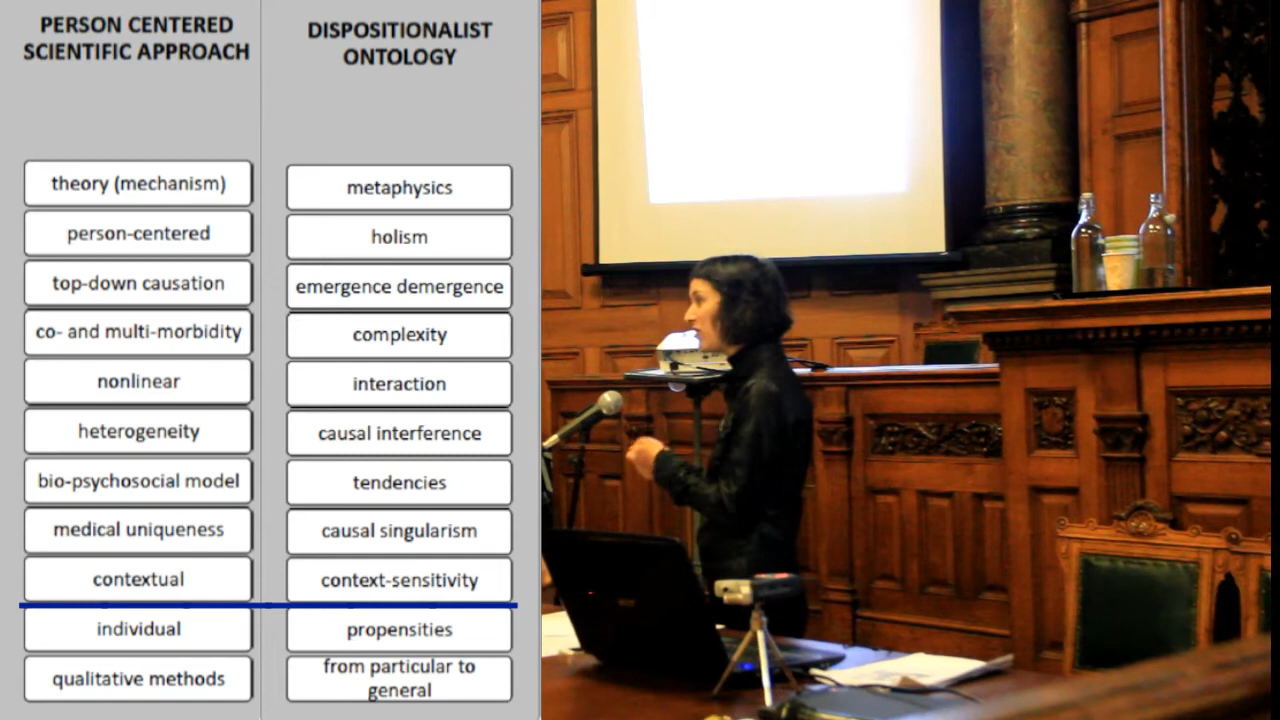 PERSON CENTERED
SCIENTIFIC APPROACH
theory (mechanism)
person-centered
top-down causation
co- and multi-morbidity
nonlinear
heterogeneity
bio-psychosocial model
medical uniqueness
contextual
individual
qualitative methods
DISPOSITIONALIST
ONTOLOGY
metaphysics
holism
emergence demergence
complexity
interaction
causal interference
tendencies
causal singularism
context-sensitivity
propensities
from particular to
general